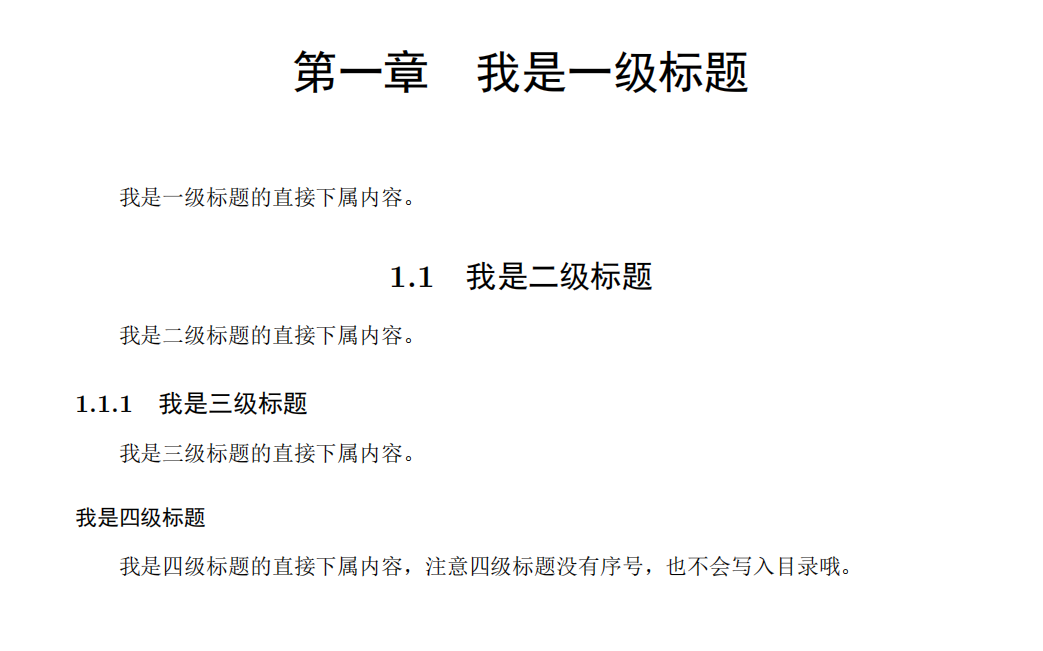 第一章　我是一级标题
我是一级标题的直接下属内容。
1.1　我是二级标题
我是二级标题的直接下属内容。
1.1.1　我是三级标题
我是三级标题的直接下属内容。
我是四级标题
我是四级标题的直接下属内容，注意四级标题没有序号，也不会写入目录哦。